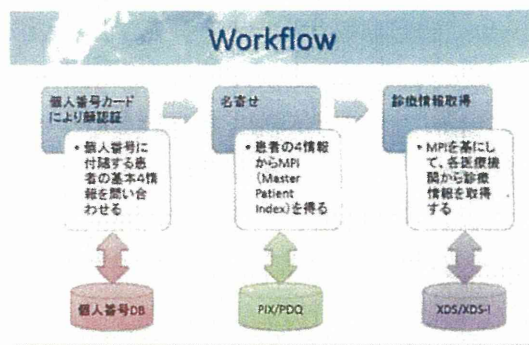 Workflow
個人番号カード
により顔認証
• 個人番号に
付随する患
者の基本4情
報を問い合
わせる
個人番号DB
名寄せ
• 患者の4情報
からMPI
(Master
Patient
Index)を得る
PIX/PDQ
診療情報取得
• MPIを基にし
て、各医療機
関から診療
情報を取得
する
XDS/XDS-I